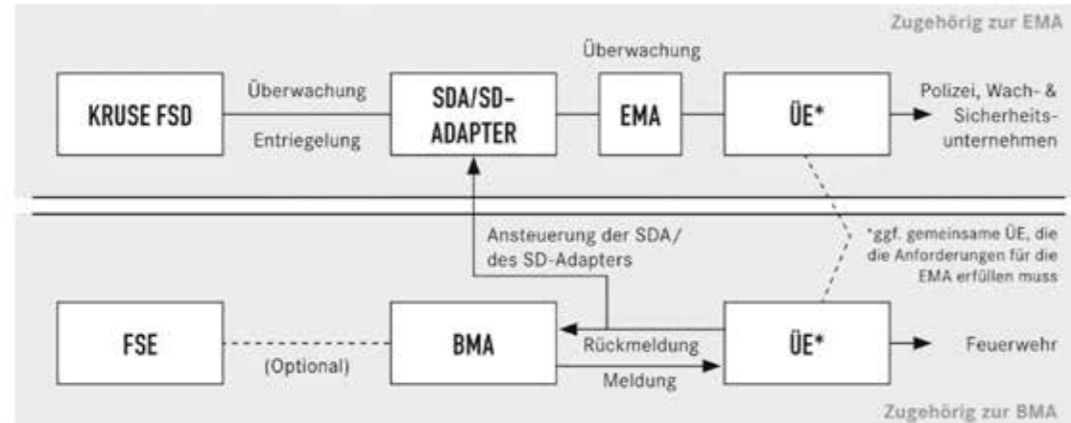 Zugehörig zur EMA
Überwachung
KRUSE FSD
Überwachung
Entriegelung
SDA/SD-
ADAPTER
EMA
ÜE*
Polizei, Wach- &
Sicherheits-
unternehmen
Ansteuerung der SDA/
des SD-Adapters
*ggf. gemeinsame ÜE, die
die Anforderungen für die
EMA erfüllen muss
FSE
(Optional)
BMA
Rückmeldung
Meldung
ÜE*
Feuerwehr
Zugehörig zur BMA